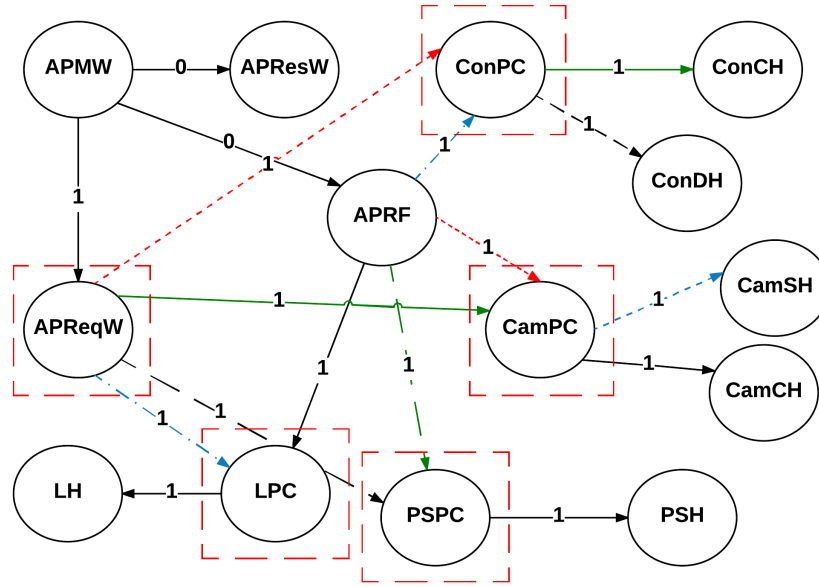 APMW
0
APResW
ConPC
1
ConCH
0
1
1
1
ConDH
1
APRF
1
CamSH
APReqW
1
CamPC
1
1
1
1
CamCH
1
1
LH
1
LPC
PSPC
1
PSH